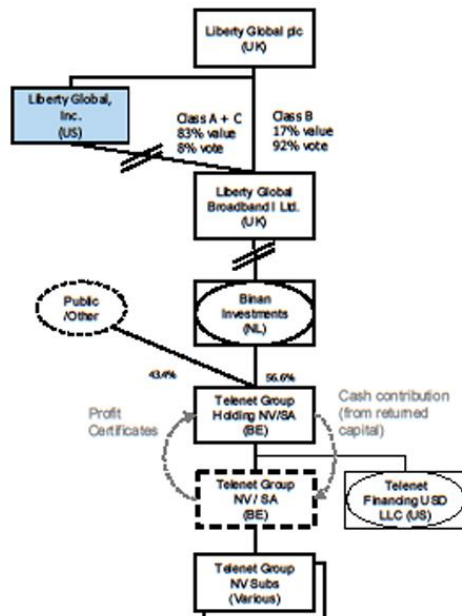 Liberty Global plc
(UK)
Liberty Global,
Inc.
(US)
Class A + C
83% value
8% vote
Class B
17% value
92% vote
Liberty Global
Broadband I Ltd.
(UK)
Public
/Other
Binan
Investments
(NL)
43.4%
56.6%
Profit
Certificates
Telenet Group
Holding NV/SA
(BE)
Cash contribution
(from returned
capital)
Telenet Group
NV/ SA
(BE)
Telenet
Financing USD
LLC (US)
Telenet Group
NV Subs
(Various)